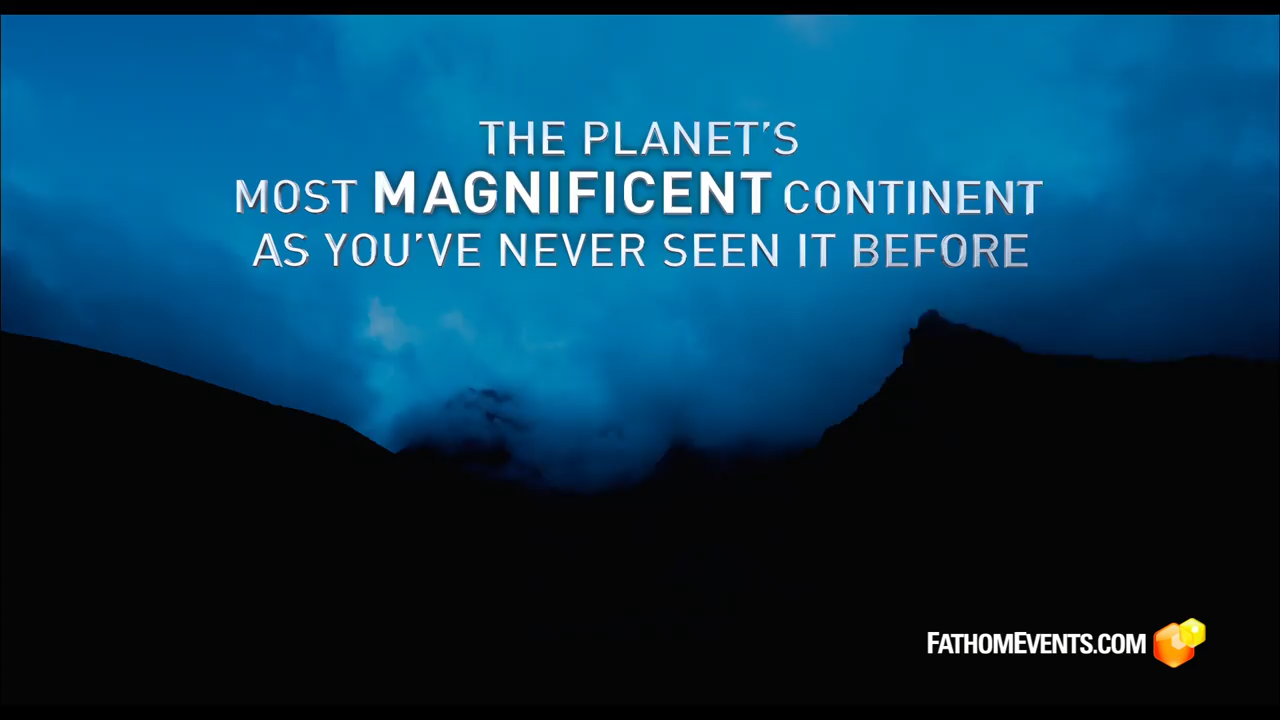 THE PLANET'S
MOST MAGNIFICENT CONTINENT
AS YOU'VE NEVER SEEN IT BEFORE
FATHOMEVENTS.COM